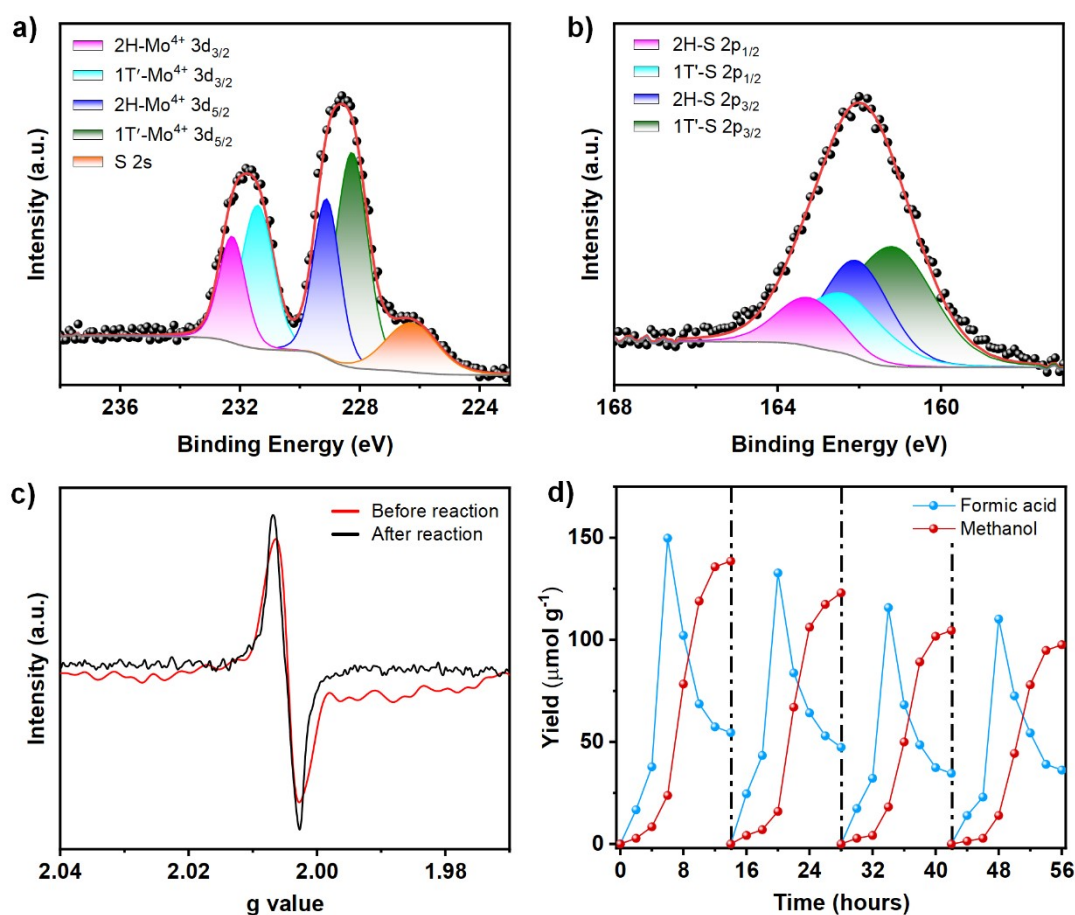 a)
2H-Mo⁴⁺ 3d₃/₂
1T′-Mo⁴⁺ 3d₃/₂
2H-Mo⁴⁺ 3d₅/₂
1T′-Mo⁴⁺ 3d₅/₂
S 2s
Intensity (a.u.)
236
232
228
224
Binding Energy (eV)
b)
2H-S 2p₁/₂
1T'-S 2p₁/₂
2H-S 2p₃/₂
1T'-S 2p₃/₂
Intensity (a.u.)
168
164
160
Binding Energy (eV)
c)
Before reaction
After reaction
Intensity (a.u.)
2.04
2.02
2.00
1.98
g value
d)
Formic acid
Methanol
Yield (μmol g⁻¹)
150
100
50
0
0
8
16
24
32
40
48
56
Time (hours)